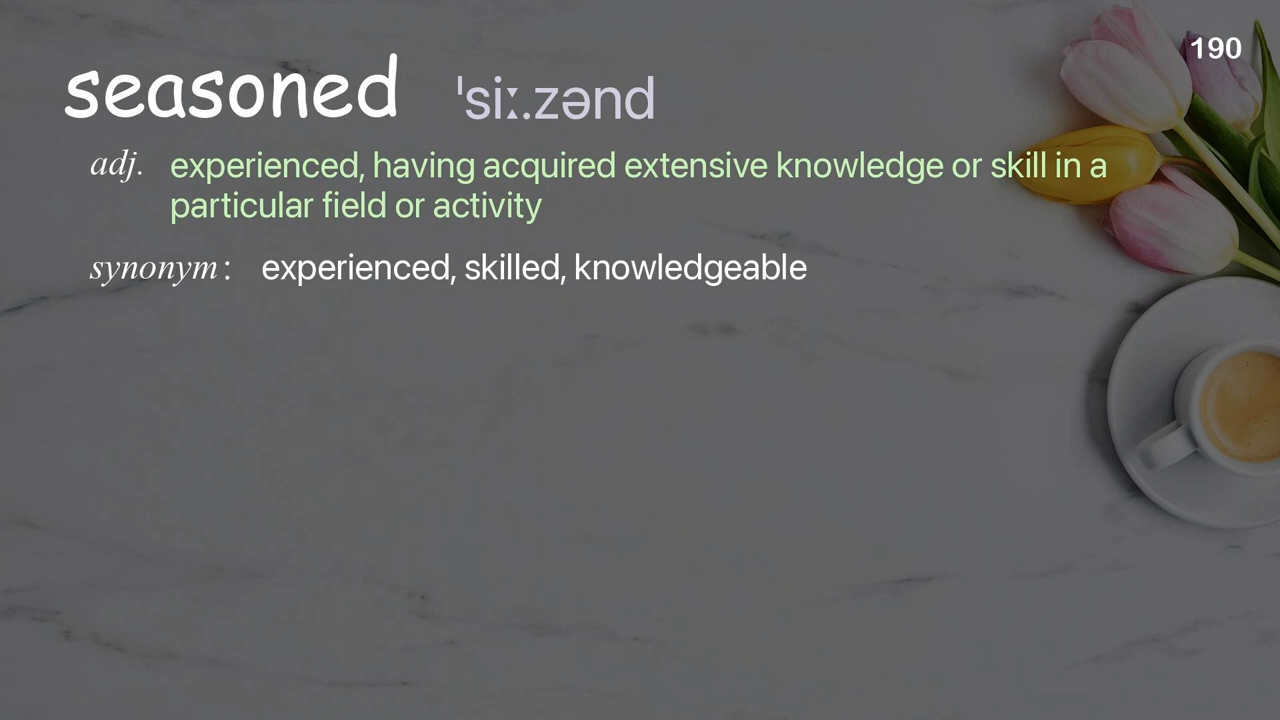 190
seasoned ˈsiː.zənd
adj. experienced, having acquired extensive knowledge or skill in a
particular field or activity
synonym: experienced, skilled, knowledgeable